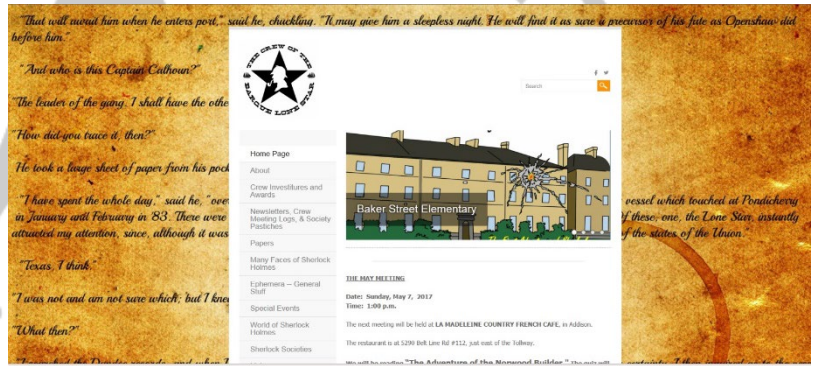 "That will await him when he enters port," said he, chuckling. "It may give him a sleepless night. He will find it as sure a precursor of his fate as Openshaw did
before him."
"And who is this Captain Calhoun?"
"The leader of the gang. I shall have the othe
"How did you trace it, then?"
He took a large sheet of paper from his pock
"I have spent the whole day," said he, "over
vessel which touched at Pondicherry
in January and February in '83. There were
f these, one, the Lone Star, instantly
attracted my attention, since, although it was
of the states of the Union."
"Texas, I think."
"I was not and am not sure which; but I knew
"What then?"
THE CREW OF THE
BARQUE LONE STAR
Search
Home Page
About
Crew Investitures and
Awards
Newsletters, Crew
Meeting Logs, & Society
Pastiches
Papers
Many Faces of Sherlock
Holmes
Ephemera -- General
Stuff
Special Events
World of Sherlock
Holmes
Sherlock Societies
Baker Street Elementary
THE MAY MEETING
Date: Sunday, May 7, 2017
Time: 1:00 p.m.
The next meeting will be held at LA MADELEINE COUNTRY FRENCH CAFE, in Addison.
The restaurant is at 5290 Belt Line Rd #112, just east of the Tollway.
We will be reading "The Adventure of the Norwood Builder." The quiz will